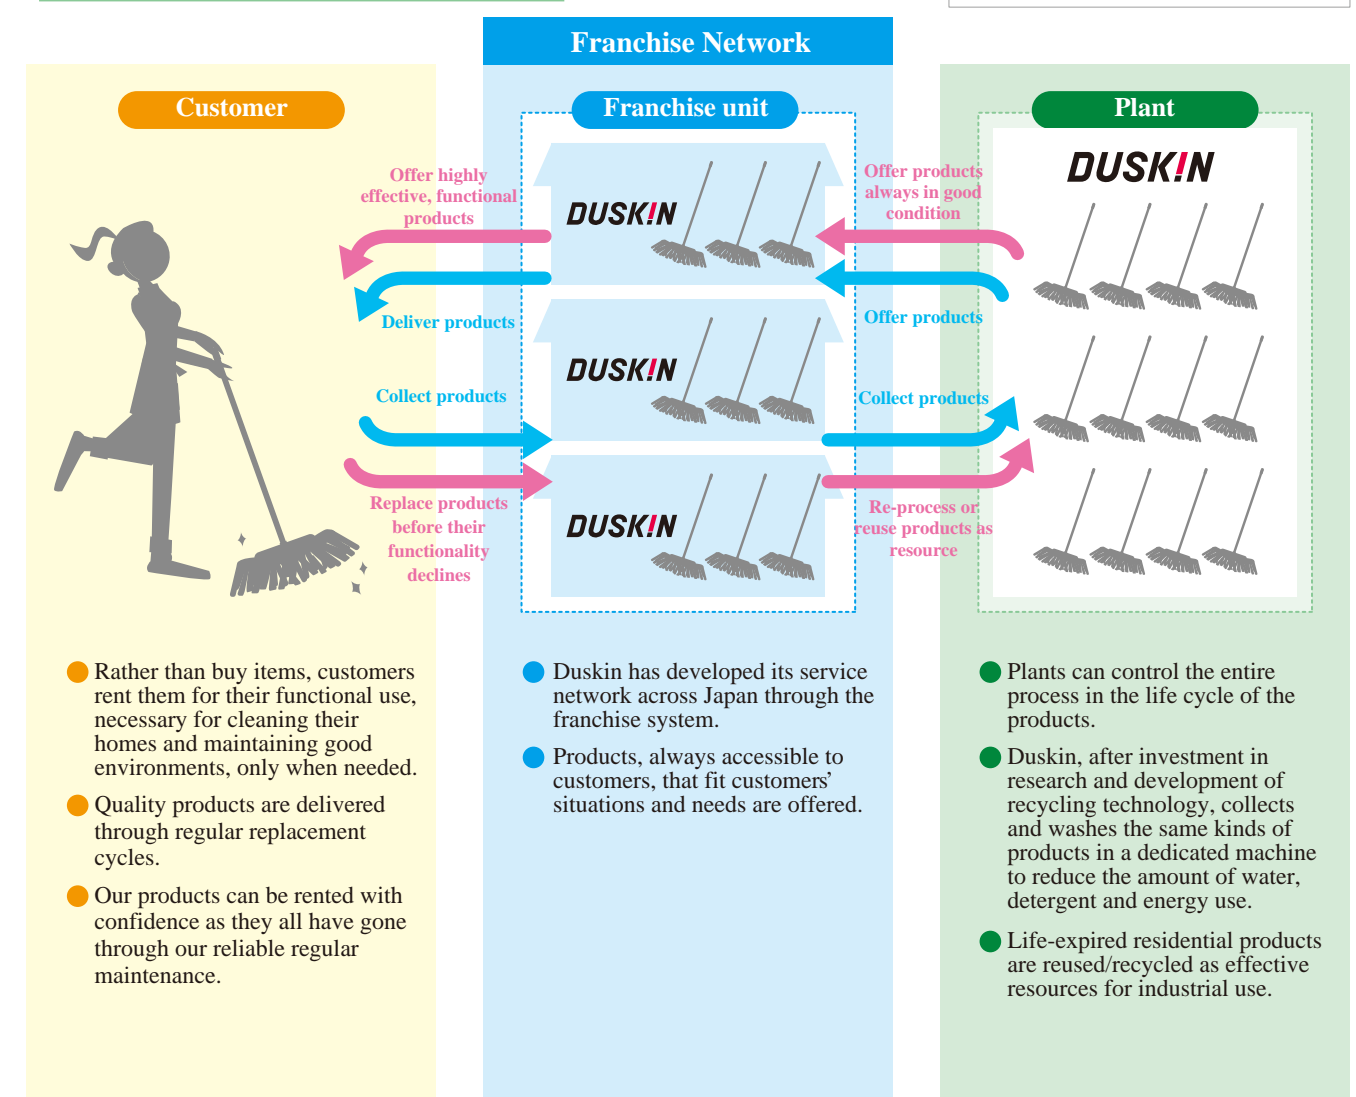 Franchise Network
Customer
Offer highly
effective, functional
products
Deliver products
Collect products
Replace products
before their
functionality
declines
Rather than buy items, customers
rent them for their functional use,
necessary for cleaning their
homes and maintaining good
environments, only when needed.
Quality products are delivered
through regular replacement
cycles.
Our products can be rented with
confidence as they all have gone
through our reliable regular
maintenance.
Franchise unit
DUSK!N
DUSK!N
DUSK!N
Duskin has developed its service
network across Japan through the
franchise system.
Products, always accessible to
customers, that fit customers'
situations and needs are offered.
Offer products
always in good
condition
Offer products
Collect products
Re-process or
reuse products as
resource
Plant
DUSK!N
Plants can control the entire
process in the life cycle of the
products.
Duskin, after investment in
research and development of
recycling technology, collects
and washes the same kinds of
products in a dedicated machine
to reduce the amount of water,
detergent and energy use.
Life-expired residential products
are reused/recycled as effective
resources for industrial use.